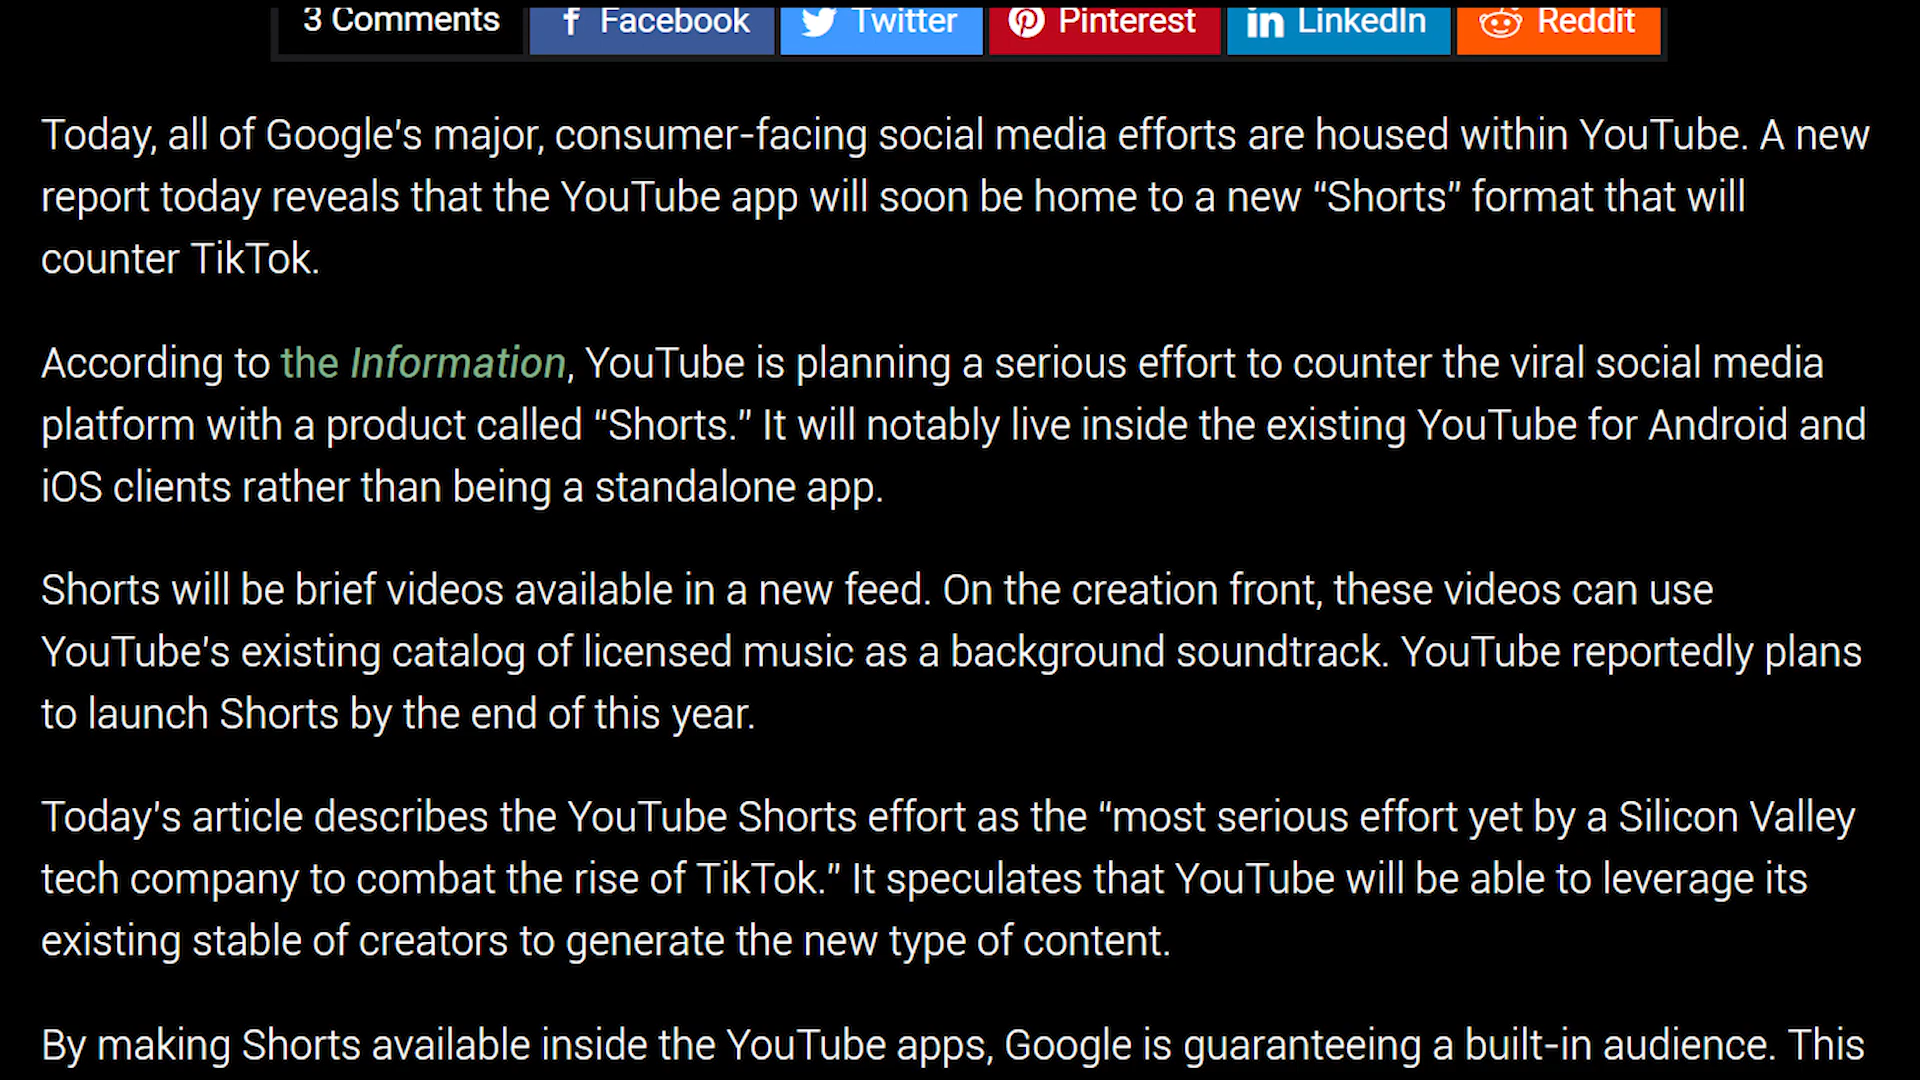 3 Comments Facebook Twitter Pinterest LinkedIn Reddit
Today, all of Google's major, consumer-facing social media efforts are housed within YouTube. A new
report today reveals that the YouTube app will soon be home to a new “Shorts” format that will
counter TikTok.
According to the Information, YouTube is planning a serious effort to counter the viral social media
platform with a product called “Shorts.” It will notably live inside the existing YouTube for Android and
iOS clients rather than being a standalone app.
Shorts will be brief videos available in a new feed. On the creation front, these videos can use
YouTube's existing catalog of licensed music as a background soundtrack. YouTube reportedly plans
to launch Shorts by the end of this year.
Today's article describes the YouTube Shorts effort as the “most serious effort yet by a Silicon Valley
tech company to combat the rise of TikTok.” It speculates that YouTube will be able to leverage its
existing stable of creators to generate the new type of content.
By making Shorts available inside the YouTube apps, Google is guaranteeing a built-in audience. This